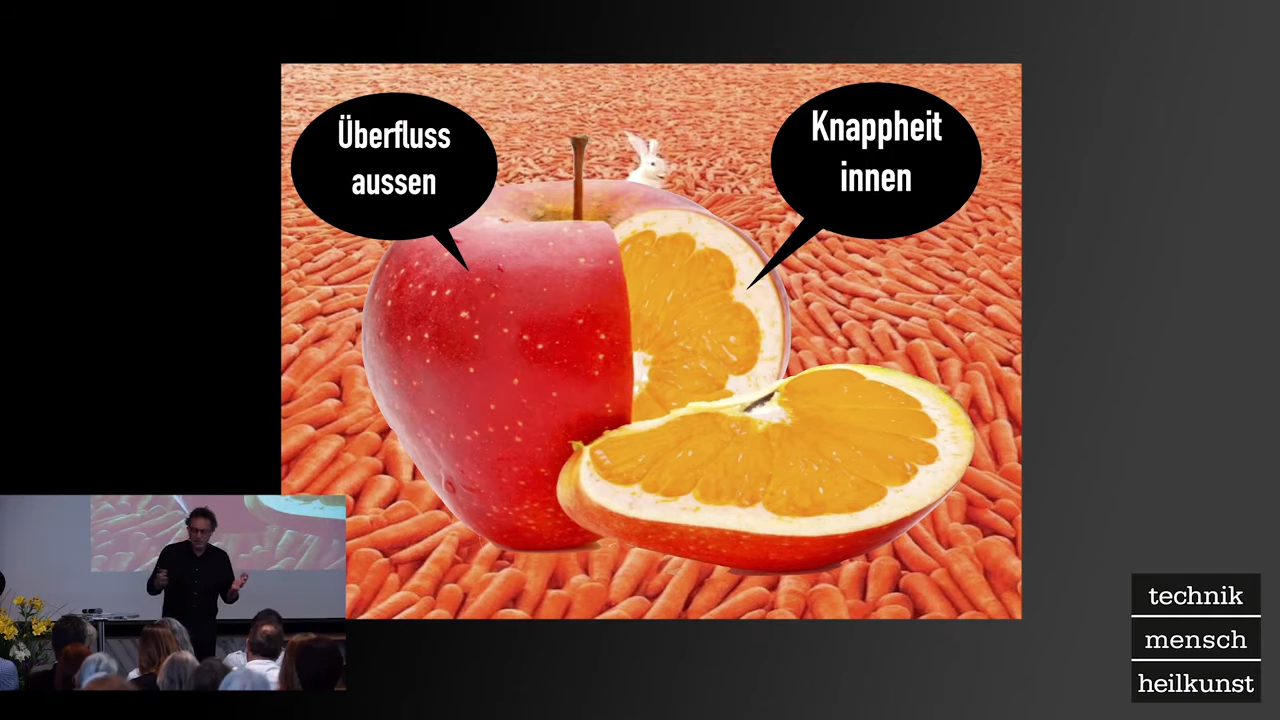 Überfluss
aussen
Knappheit
innen
technik
mensch
heilkunst